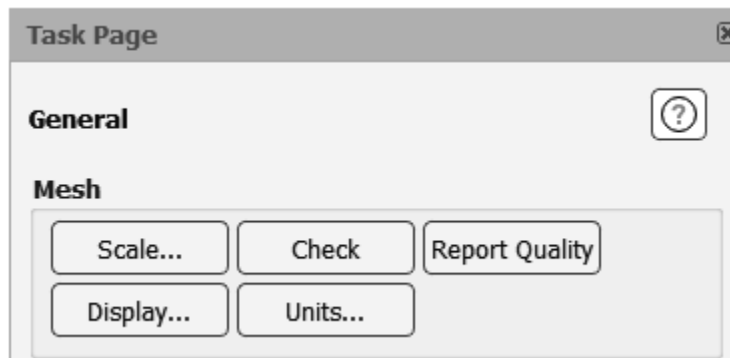 Task Page
General
?
Mesh
Scale... Check Report Quality
Display... Units...